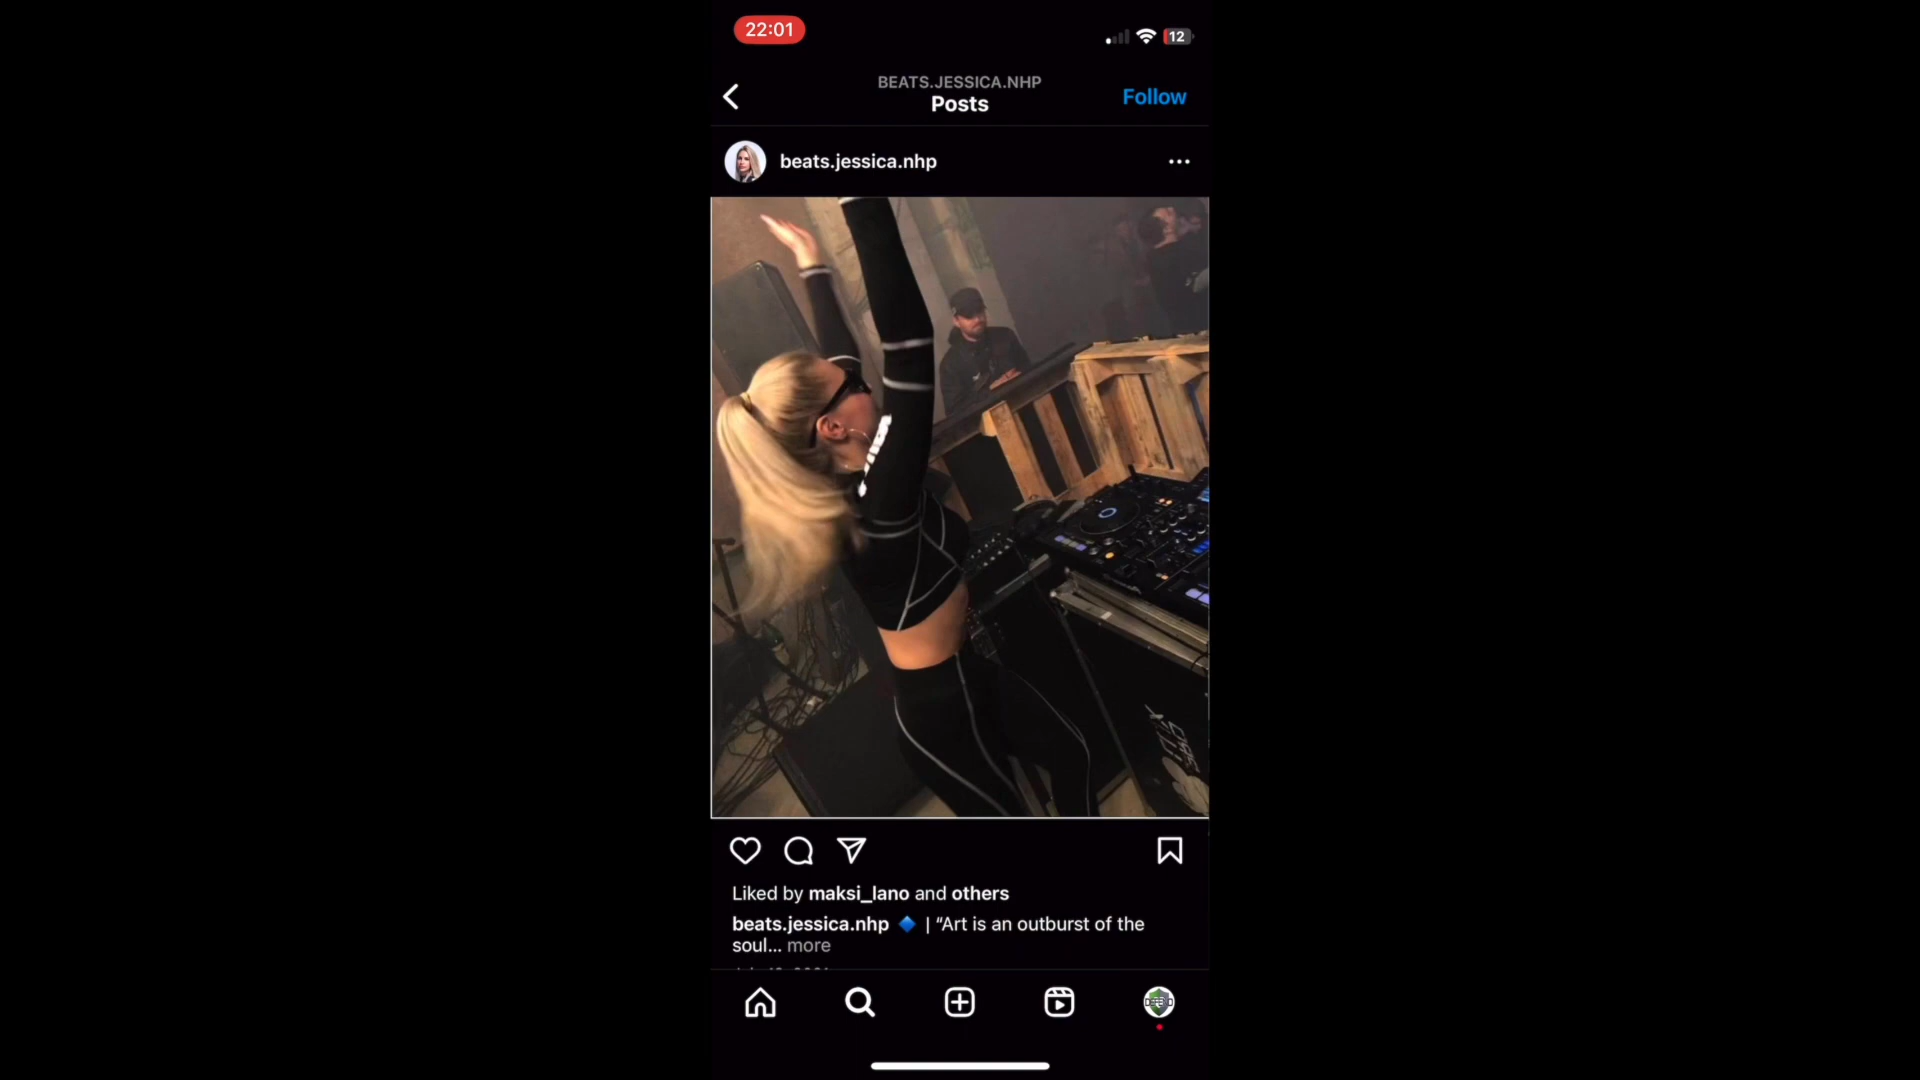 22:01
12
BEATS.JESSICA.NHP
Posts
Follow
beats.jessica.nhp
Liked by maksi_lano and others
beats.jessica.nhp 🔷 | “Art is an outburst of the
soul... more